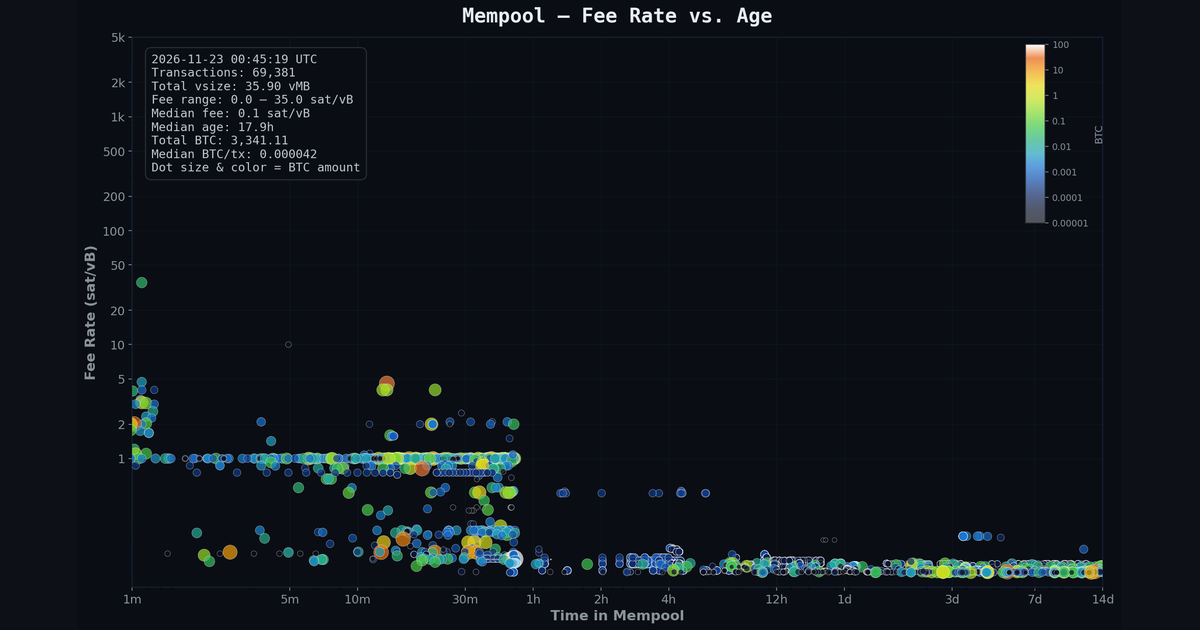 Mempool — Fee Rate vs. Age
2026-11-23 00:45:19 UTC
Transactions: 69,381
Total vsize: 35.90 vMB
Fee range: 0.0 – 35.0 sat/vB
Median fee: 0.1 sat/vB
Median age: 17.9h
Total BTC: 3,341.11
Median BTC/tx: 0.000042
Dot size & color = BTC amount
5k
2k
1k
500
200
100
50
20
10
5
2
1
Fee Rate (sat/vB)
100
10
1
0.1
0.01
0.001
0.0001
0.00001
BTC
1m
5m
10m
30m
1h
2h
4h
12h
1d
3d
7d
14d
Time in Mempool